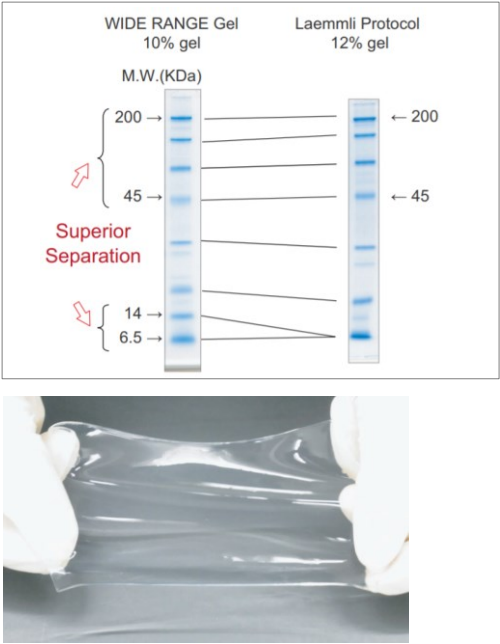 WIDE RANGE Gel
10% gel
Laemmli Protocol
12% gel
M.W.(KDa)
200 →
← 200
45 →
← 45
Superior
Separation
14 →
6.5 →